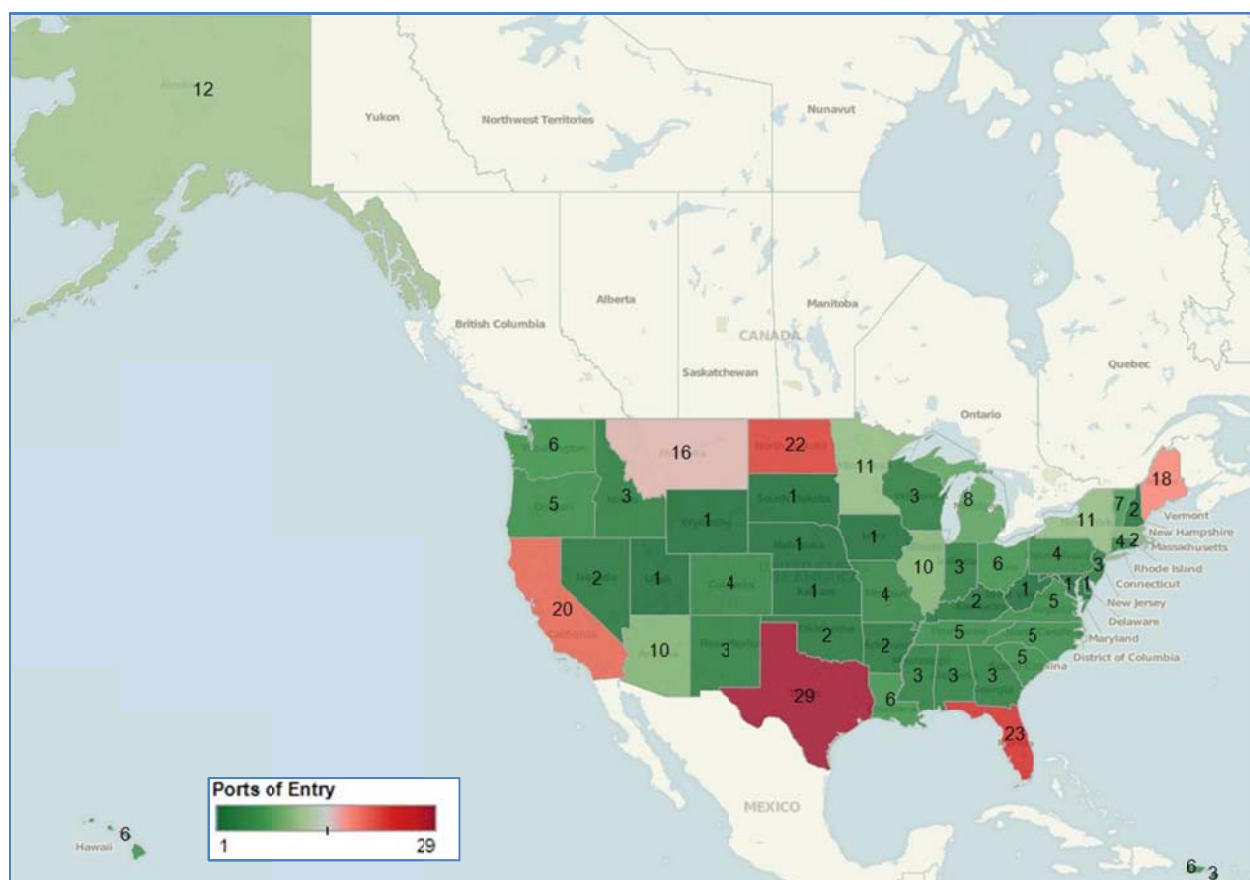 12
Yukon
Northwest Territories
Nunavut
Alberta
British Columbia
Manitoba
CANADA
Saskatchewan
Quebec
Ontario
6
16
22
11
3
8
18
7 2
Vermont
New Hampshire
Massachusetts
Rhode Island
Connecticut
New Jersey
Delaware
Maryland
District of Columbia
5
3
1
1
1
11
4 2
20
2
1
4
1
4
10
3
6
4
3
1
1 1
5
2
10
3
2
2
5
5
5
3
3
3
6
29
23
Ports of Entry
1 29
MEXICO
6
Hawaii
6 3